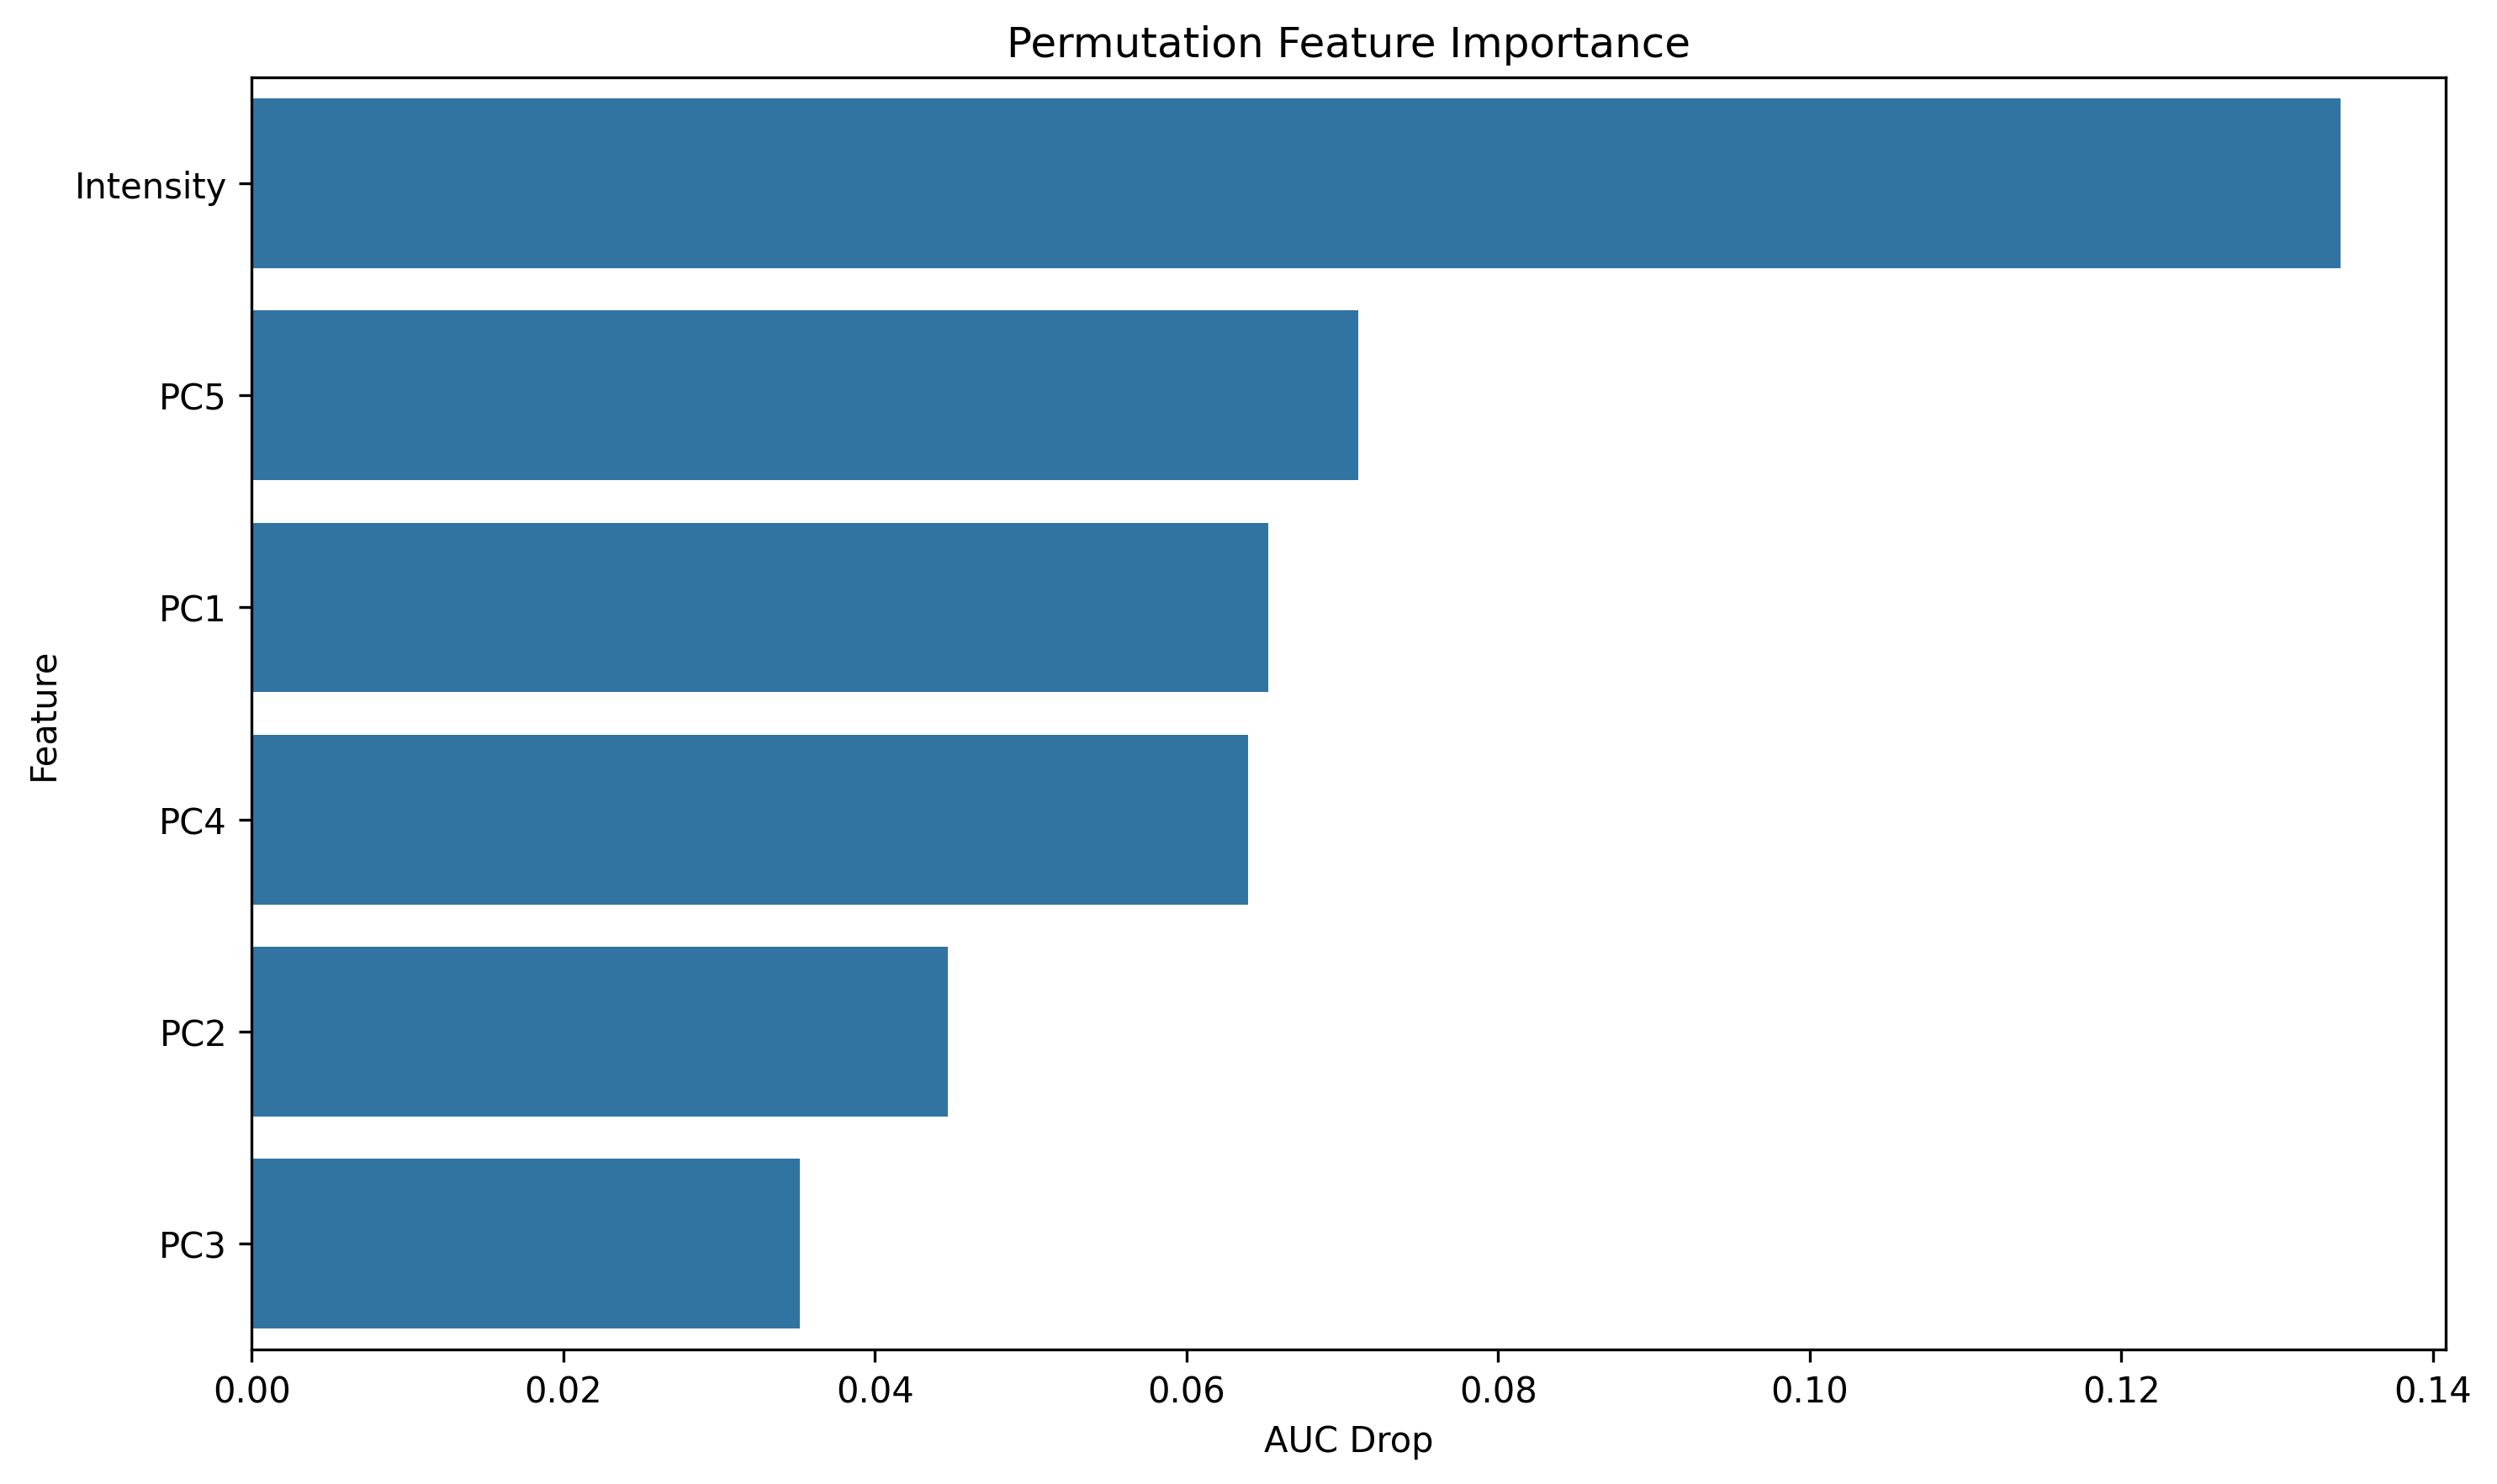 Permutation Feature Importance
Feature
Intensity
PC5
PC1
PC4
PC2
PC3
0.00 0.02 0.04 0.06 0.08 0.10 0.12 0.14
AUC Drop